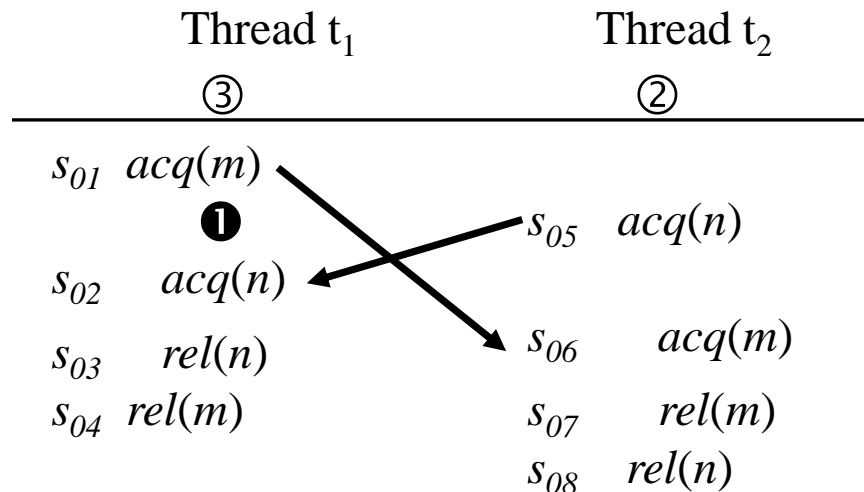 Thread t₁ Thread t₂
③ ②
s₀₁ acq(m)
❶ s₀₅ acq(n)
s₀₂ acq(n)
s₀₆ acq(m)
s₀₃ rel(n)
s₀₄ rel(m) s₀₇ rel(m)
s₀₈ rel(n)